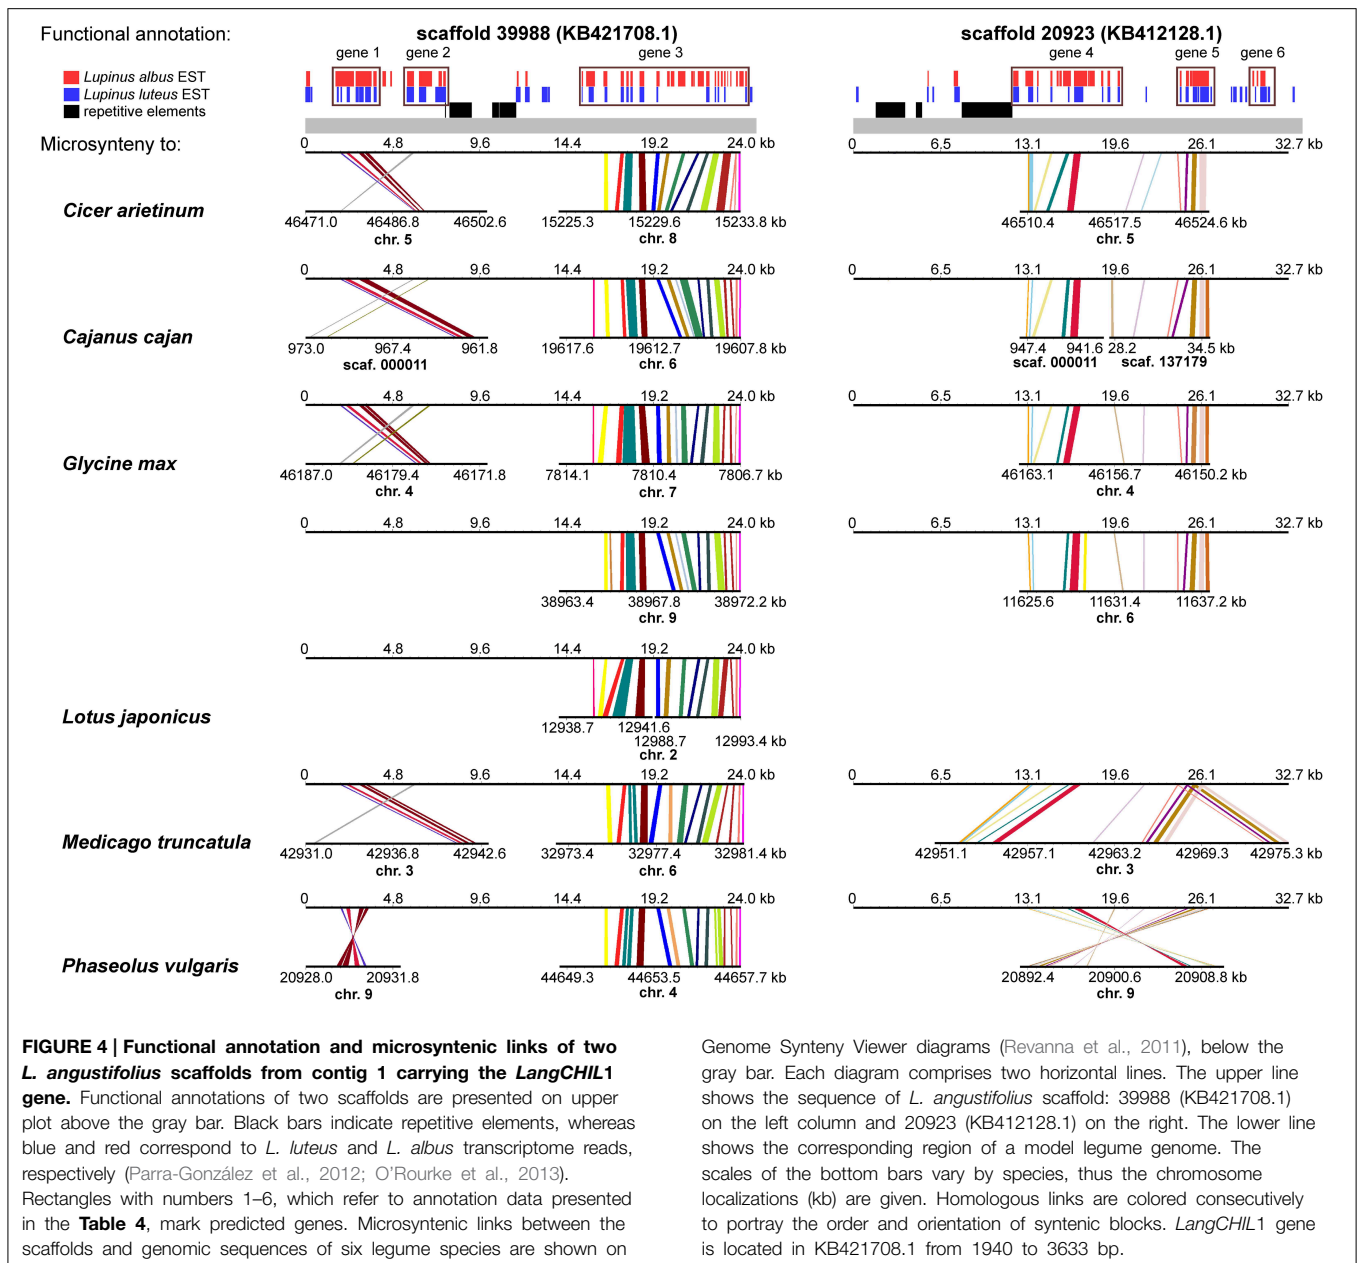 Functional annotation:
scaffold 39988 (KB421708.1)
scaffold 20923 (KB412128.1)
gene 1
gene 2
gene 3
gene 4
gene 5
gene 6
Lupinus albus EST
Lupinus luteus EST
repetitive elements
Microsynteny to:
0 4.8 9.6 14.4 19.2 24.0 kb
0 6.5 13.1 19.6 26.1 32.7 kb
Cicer arietinum
46471.0 46486.8 46502.6
chr. 5
15225.3 15229.6 15233.8 kb
chr. 8
46510.4 46517.5 46524.6 kb
chr. 5
0 4.8 9.6 14.4 19.2 24.0 kb
0 6.5 13.1 19.6 26.1 32.7 kb
Cajanus cajan
973.0 967.4 961.8
scaf. 000011
19617.6 19612.7 19607.8 kb
chr. 6
947.4 941.6 28.2 34.5 kb
scaf. 000011 scaf. 137179
0 4.8 9.6 14.4 19.2 24.0 kb
0 6.5 13.1 19.6 26.1 32.7 kb
Glycine max
46187.0 46179.4 46171.8
chr. 4
7814.1 7810.4 7806.7 kb
chr. 7
46163.1 46156.7 46150.2 kb
chr. 4
0 4.8 9.6 14.4 19.2 24.0 kb
0 6.5 13.1 19.6 26.1 32.7 kb
38963.4 38967.8 38972.2 kb
chr. 9
11625.6 11631.4 11637.2 kb
chr. 6
0 4.8 9.6 14.4 19.2 24.0 kb
Lotus japonicus
12938.7 12941.6
12988.7 12993.4 kb
chr. 2
0 4.8 9.6 14.4 19.2 24.0 kb
0 6.5 13.1 19.6 26.1 32.7 kb
Medicago truncatula
42931.0 42936.8 42942.6
chr. 3
32973.4 32977.4 32981.4 kb
chr. 6
42951.1 42957.1 42963.2 42969.3 42975.3 kb
chr. 3
0 4.8 9.6 14.4 19.2 24.0 kb
0 6.5 13.1 19.6 26.1 32.7 kb
Phaseolus vulgaris
20928.0 20931.8
chr. 9
44649.3 44653.5 44657.7 kb
chr. 4
20892.4 20900.6 20908.8 kb
chr. 9
FIGURE 4 | Functional annotation and microsyntenic links of two
L. angustifolius scaffolds from contig 1 carrying the LangCHIL1
gene. Functional annotations of two scaffolds are presented on upper
plot above the gray bar. Black bars indicate repetitive elements, whereas
blue and red correspond to L. luteus and L. albus transcriptome reads,
respectively (Parra-González et al., 2012; O'Rourke et al., 2013).
Rectangles with numbers 1–6, which refer to annotation data presented
in the Table 4, mark predicted genes. Microsyntenic links between the
scaffolds and genomic sequences of six legume species are shown on
Genome Synteny Viewer diagrams (Revanna et al., 2011), below the
gray bar. Each diagram comprises two horizontal lines. The upper line
shows the sequence of L. angustifolius scaffold: 39988 (KB421708.1)
on the left column and 20923 (KB412128.1) on the right. The lower line
shows the corresponding region of a model legume genome. The
scales of the bottom bars vary by species, thus the chromosome
localizations (kb) are given. Homologous links are colored consecutively
to portray the order and orientation of syntenic blocks. LangCHIL1 gene
is located in KB421708.1 from 1940 to 3633 bp.